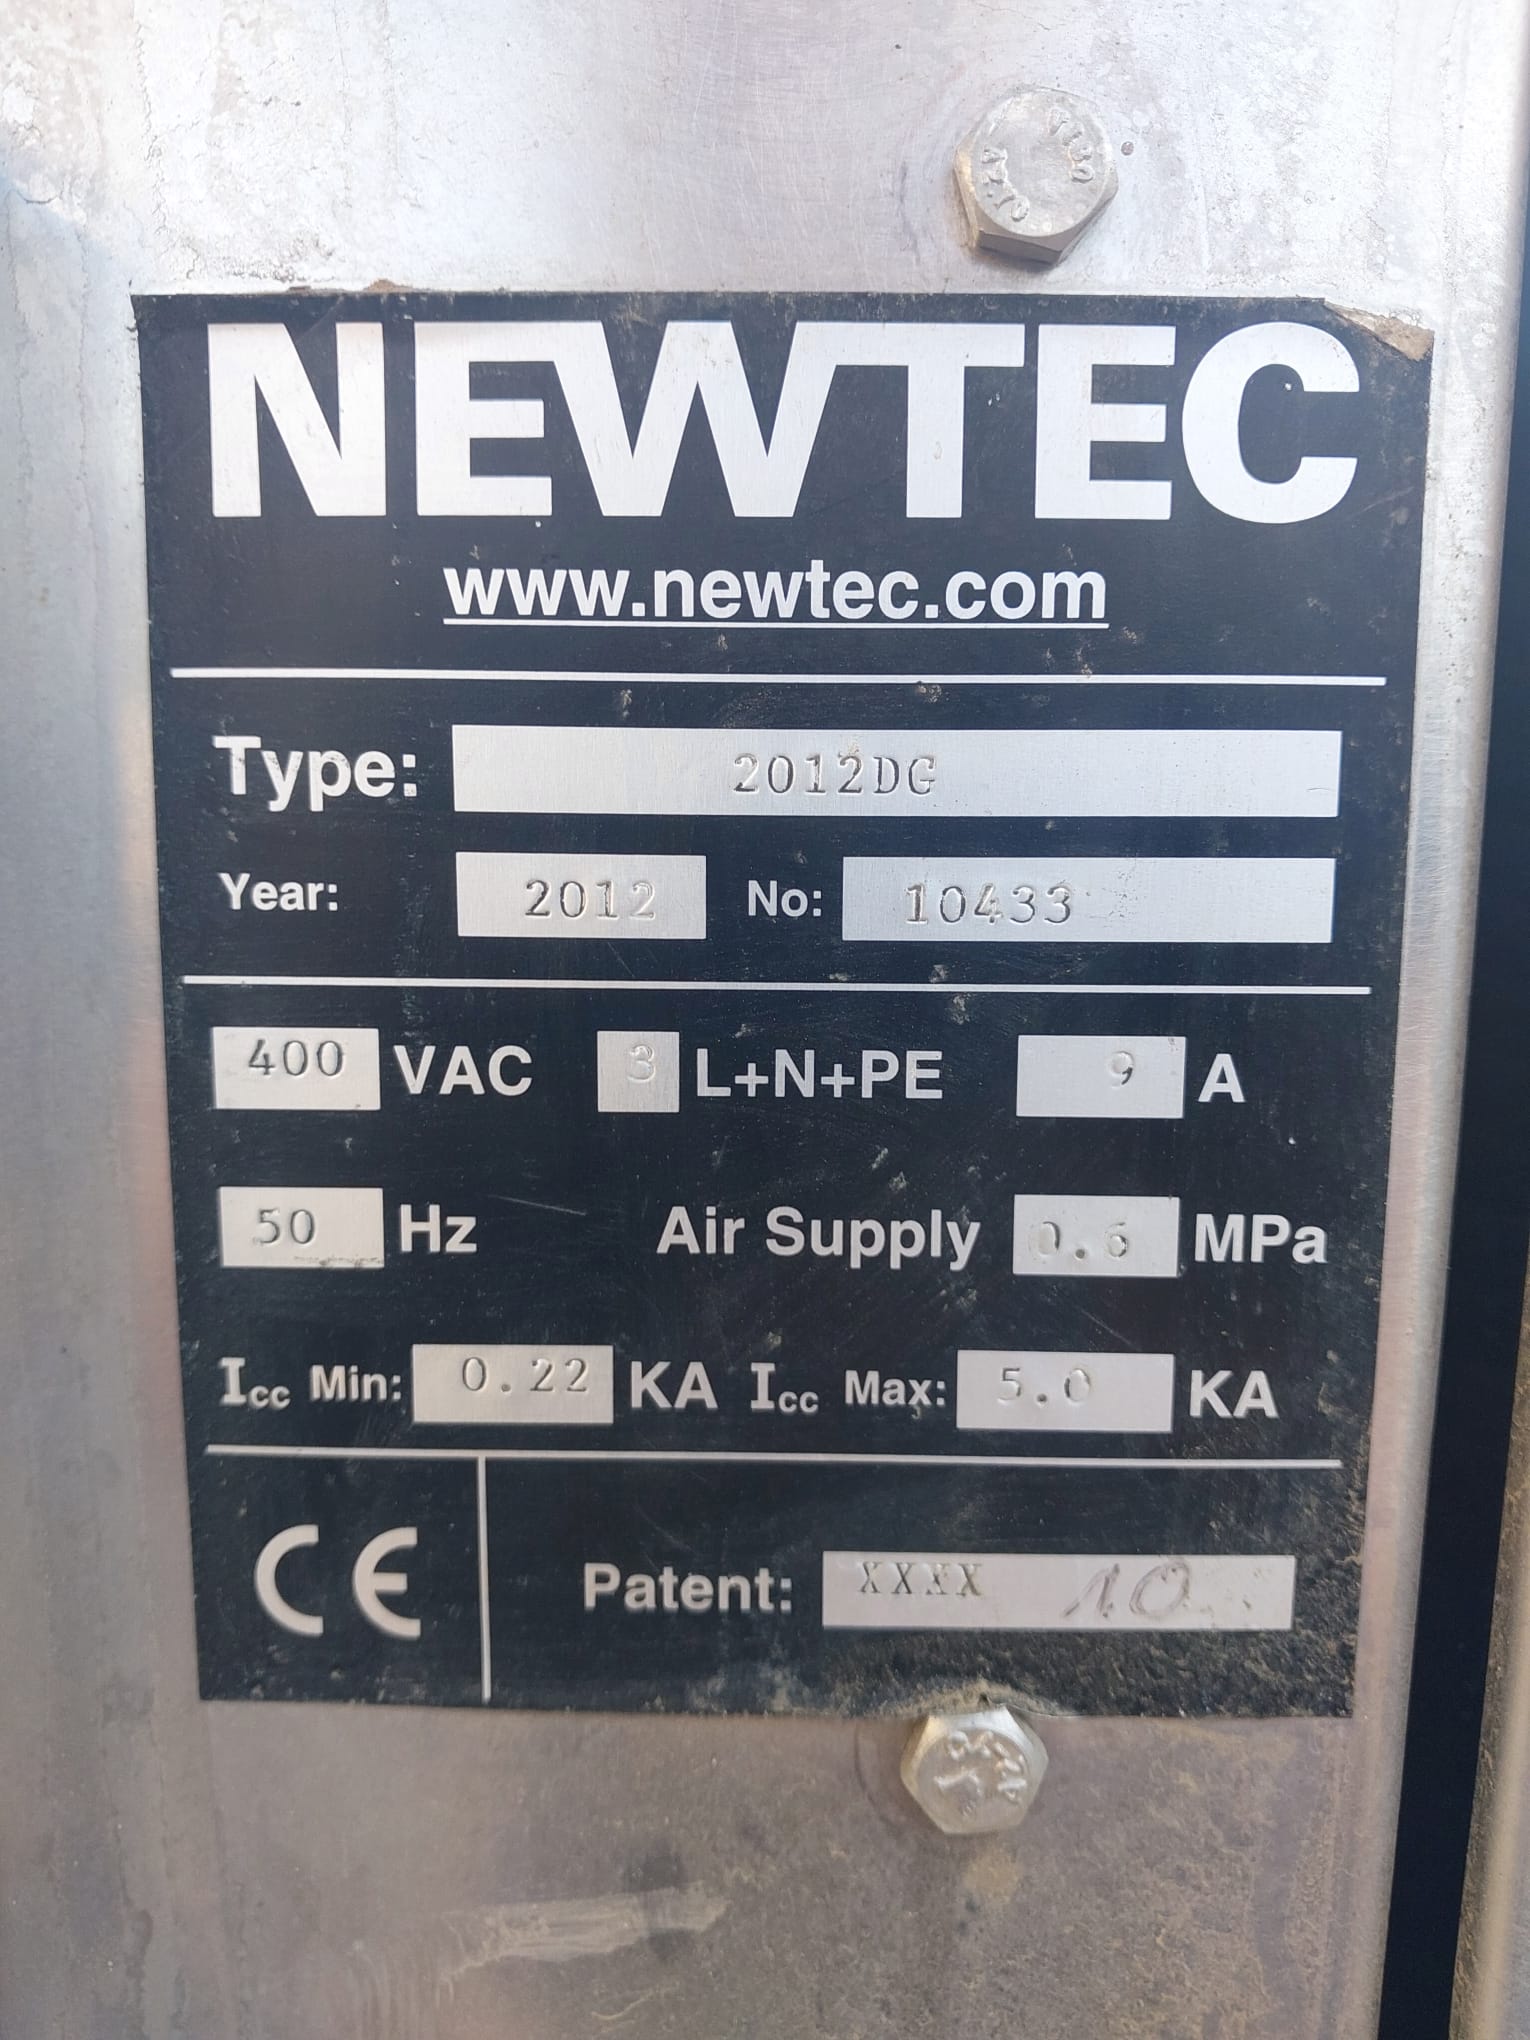 NEWTEC
www.newtec.com
Type: 2012DG
Year: 2012 No: 10433
400 VAC 3 L+N+PE 9 A
50 Hz Air Supply 0.6 MPa
Icc Min: 0.22 KA Icc Max: 5.0 KA
CE Patent: XXXX 10